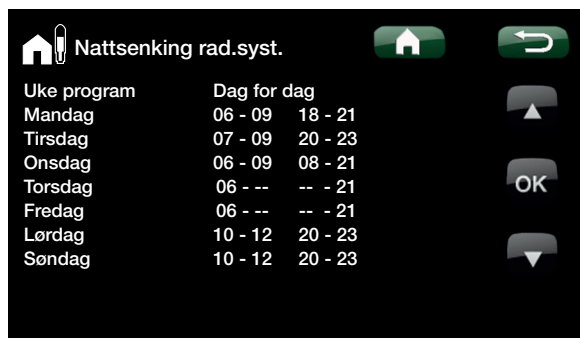 Nattsenking rad.syst.
Uke program Dag for dag
Mandag 06 - 09 18 - 21
Tirsdag 07 - 09 20 - 23
Onsdag 06 - 09 08 - 21
Torsdag 06 - -- -- - 21
Fredag 06 - -- -- - 21
Lørdag 10 - 12 20 - 23
Søndag 10 - 12 20 - 23
OK